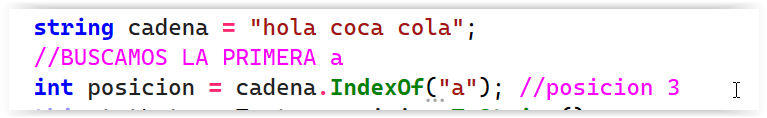 string cadena = "hola coca cola";
//BUSCAMOS LA PRIMERA a
int posicion = cadena.IndexOf("a"); //posicion 3